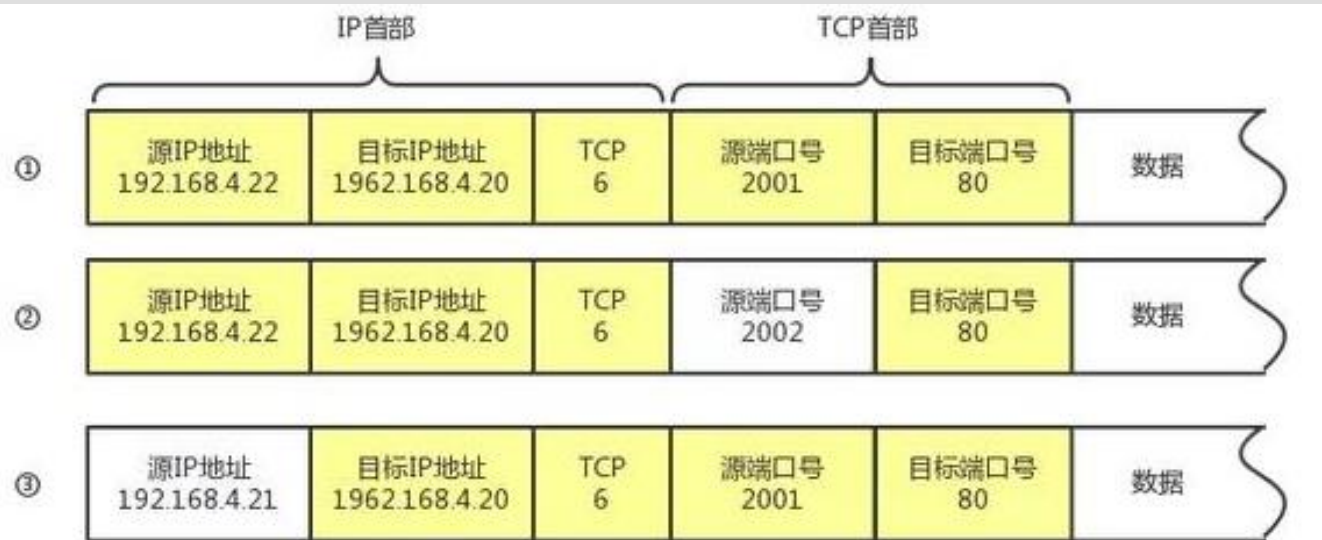 IP首部
TCP首部
①
源IP地址
192.168.4.22
目标IP地址
1962.168.4.20
TCP
6
源端口号
2001
目标端口号
80
数据
②
源IP地址
192.168.4.22
目标IP地址
1962.168.4.20
TCP
6
源端口号
2002
目标端口号
80
数据
③
源IP地址
192.168.4.21
目标IP地址
1962.168.4.20
TCP
6
源端口号
2001
目标端口号
80
数据